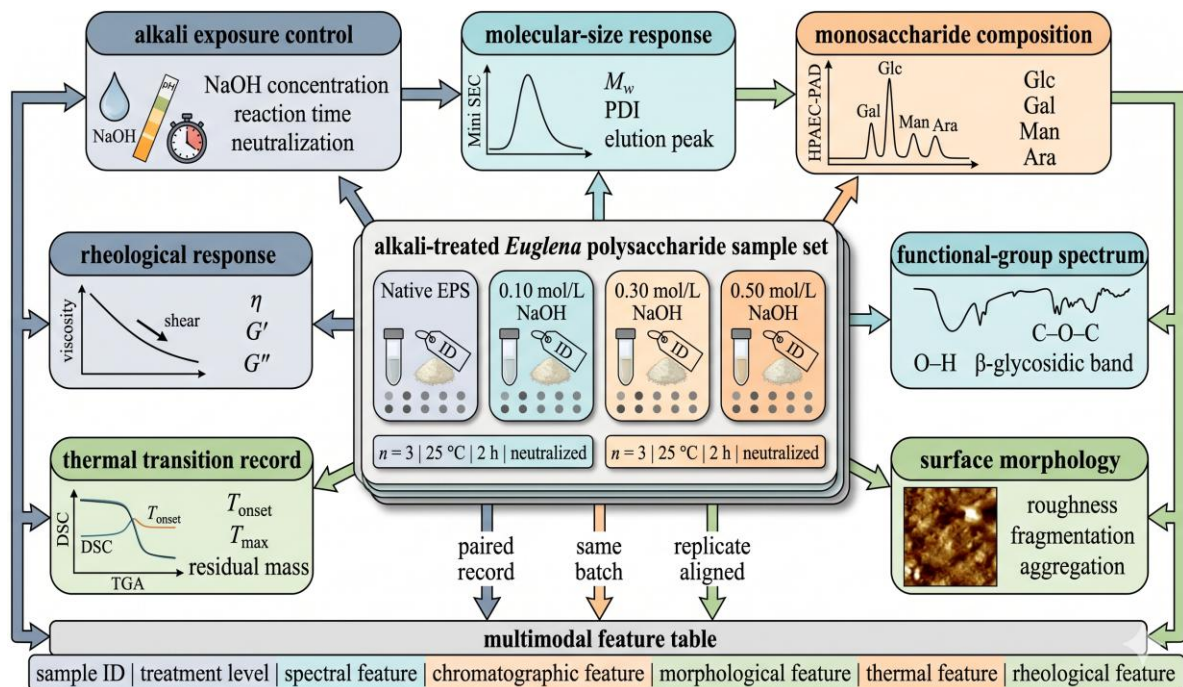 alkali exposure control
NaOH
pH
NaOH concentration
reaction time
neutralization
molecular-size response
Mini SEC
M_w
PDI
elution peak
monosaccharide composition
HPAEC-PAD
Gal
Glc
Man
Ara
Glc
Gal
Man
Ara
rheological response
viscosity
shear
η
G′
G″
alkali-treated Euglena polysaccharide sample set
Native EPS
ID
0.10 mol/L
NaOH
ID
0.30 mol/L
NaOH
ID
0.50 mol/L
NaOH
ID
n = 3 | 25 °C | 2 h | neutralized
n = 3 | 25 °C | 2 h | neutralized
functional-group spectrum
C–O–C
O–H β-glycosidic band
thermal transition record
DSC
T_onset
DSC
TGA
T_onset
T_max
residual mass
surface morphology
roughness
fragmentation
aggregation
paired
record
same
batch
replicate
aligned
multimodal feature table
sample ID | treatment level | spectral feature | chromatographic feature | morphological feature | thermal feature | rheological feature